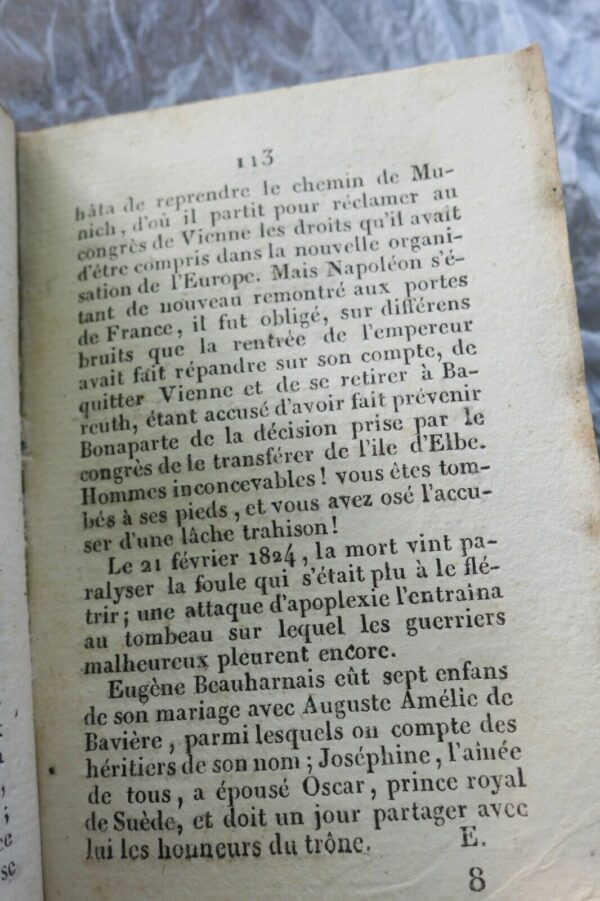 113
hâta de reprendre le chemin de Mu-
nich, d'où il partit pour réclamer au
congrès de Vienne les droits qu'il avait
d'être compris dans la nouvelle organi-
sation de l'Europe. Mais Napoléon s'é-
tant de nouveau remontré aux portes
de France, il fut obligé, sur différens
bruits que la rentrée de l'empereur
avait fait répandre sur son compte, de
quitter Vienne et de se retirer à Ba-
reuth, étant accusé d'avoir fait prévenir
Bonaparte de la décision prise par le
congrès de le transférer de l'ile d'Elbe.
Hommes inconcevables! vous êtes tom-
bés à ses pieds, et vous avez osé l'accu-
ser d'une lâche trahison!
Le 21 février 1824, la mort vint pa-
ralyser la foule qui s'était plu à le flé-
trir; une attaque d'apoplexie l'entraîna
au tombeau sur lequel les guerriers
malheureux pleurent encore.
Eugène Beauharnais eût sept enfans
de son mariage avec Auguste Amélie de
Bavière, parmi lesquels on compte des
héritiers de son nom; Joséphine, l'aînée
de tous, a épousé Oscar, prince royal
de Suède, et doit un jour partager avec
lui les honneurs du trône. E.
8